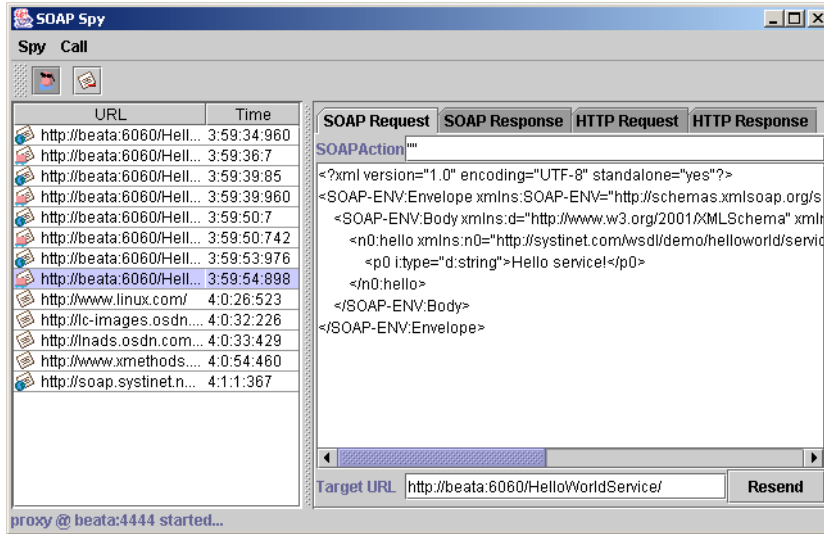 SOAP Spy
Spy Call
URL Time
http://beata:6060/Hell... 3:59:34:960
http://beata:6060/Hell... 3:59:36:7
http://beata:6060/Hell... 3:59:39:85
http://beata:6060/Hell... 3:59:39:960
http://beata:6060/Hell... 3:59:50:7
http://beata:6060/Hell... 3:59:50:742
http://beata:6060/Hell... 3:59:53:976
http://beata:6060/Hell... 3:59:54:898
http://www.linux.com/ 4:0:26:523
http://lc-images.osdn.... 4:0:32:226
http://lnads.osdn.com... 4:0:33:429
http://www.xmethods.... 4:0:54:460
http://soap.systinet.n... 4:1:1:367
SOAP Request SOAP Response HTTP Request HTTP Response
SOAPAction ""
<?xml version="1.0" encoding="UTF-8" standalone="yes"?>
<SOAP-ENV:Envelope xmlns:SOAP-ENV="http://schemas.xmlsoap.org/s
<SOAP-ENV:Body xmlns:d="http://www.w3.org/2001/XMLSchema" xmln
<n0:hello xmlns:n0="http://systinet.com/wsdl/demo/helloworld/servic
<p0 i:type="d:string">Hello service!</p0>
</n0:hello>
</SOAP-ENV:Body>
</SOAP-ENV:Envelope>
Target URL http://beata:6060/HelloWorldService/ Resend
proxy @ beata:4444 started...